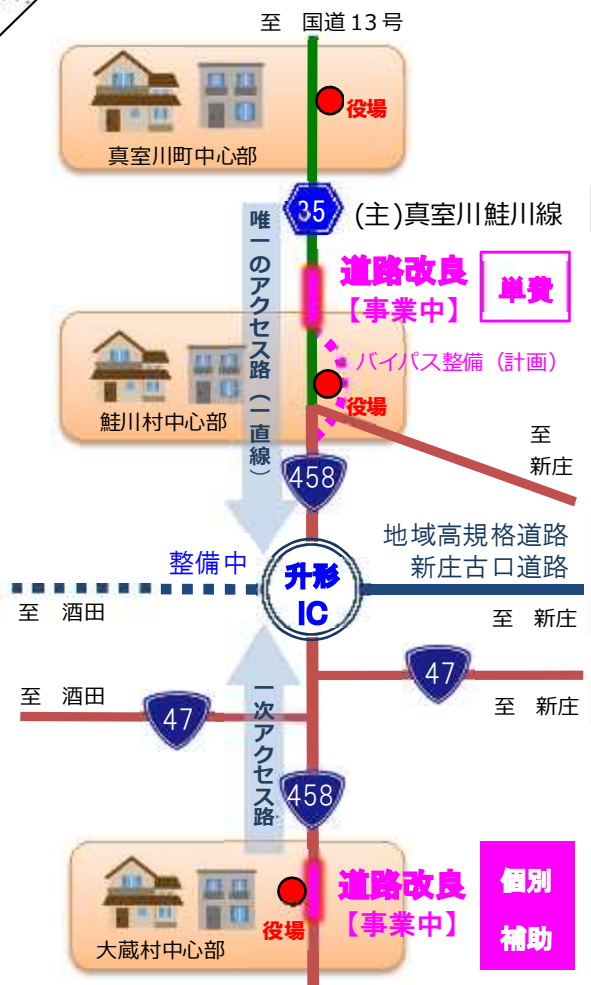 至 国道13号
役場
真室川町中心部
35
(主)真室川鮭川線
唯一のアクセス路(一直線)
道路改良
【事業中】
単費
バイパス整備(計画)
役場
鮭川村中心部
至
新庄
458
地域高規格道路
新庄古口道路
整備中
升形
IC
至 酒田
至 新庄
47
至 酒田
47
至 新庄
一次アクセス路
458
道路改良
【事業中】
個別
補助
役場
大蔵村中心部